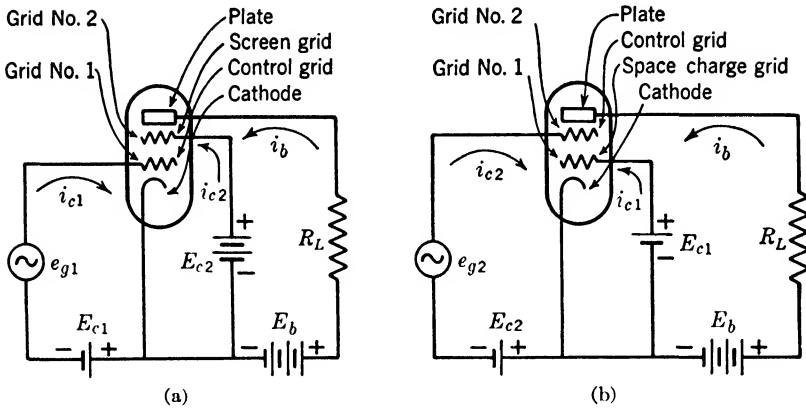 Grid No. 2
Plate
Screen grid
Grid No. 1
Control grid
Cathode
i_b
i_c1
i_c2
+
R_L
e_g1
E_c2
−
E_c1
E_b
− +
− +
(a)
Plate
Grid No. 2
Control grid
Grid No. 1
Space charge grid
Cathode
i_b
i_c2
i_c1
+
R_L
e_g2
E_c1
−
E_c2
E_b
− +
− +
(b)